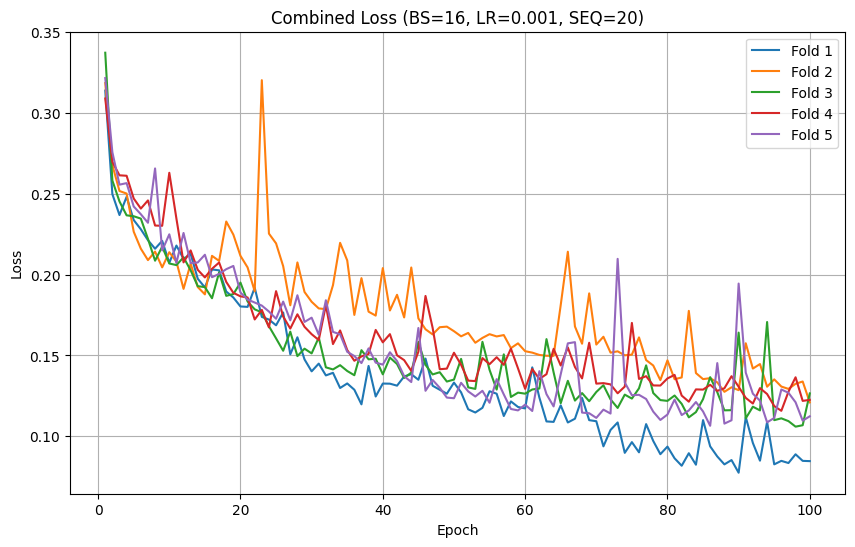 Combined Loss (BS=16, LR=0.001, SEQ=20)
Loss
0.35
0.30
0.25
0.20
0.15
0.10
Fold 1
Fold 2
Fold 3
Fold 4
Fold 5
0
20
40
60
80
100
Epoch